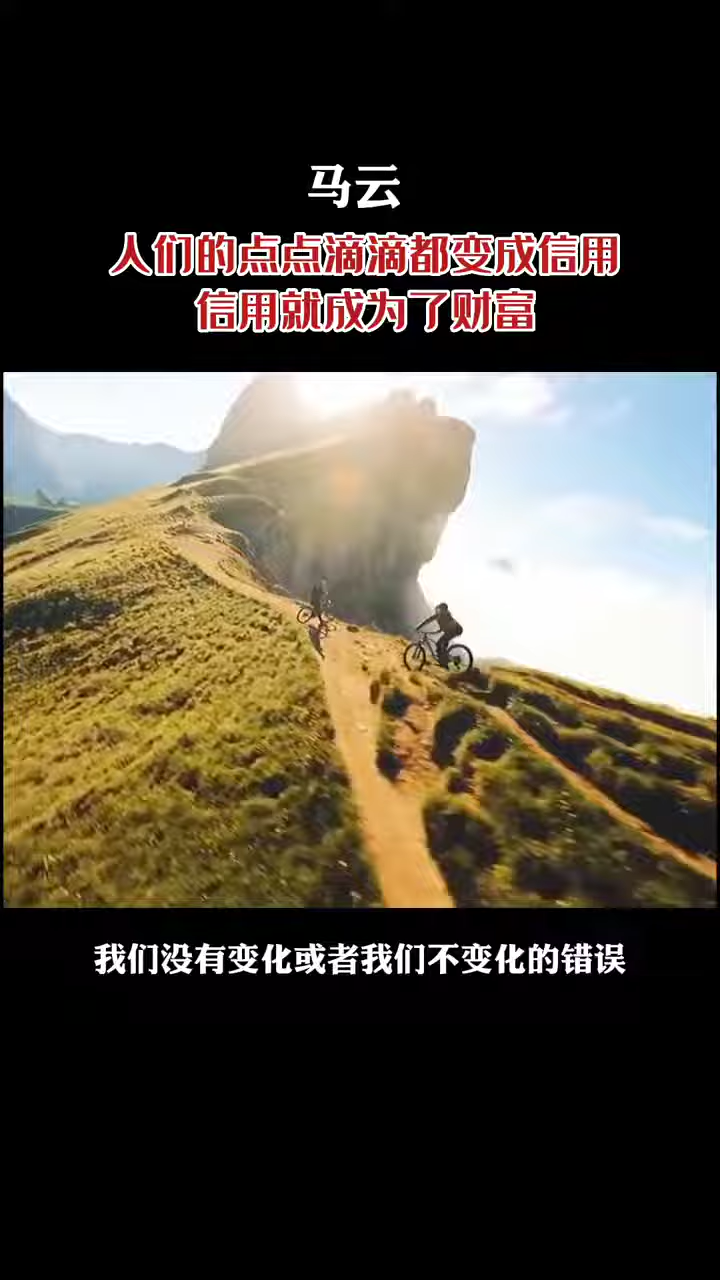 马云
人们的点点滴滴都变成信用
信用就成为了财富
我们没有变化或者我们不变化的错误